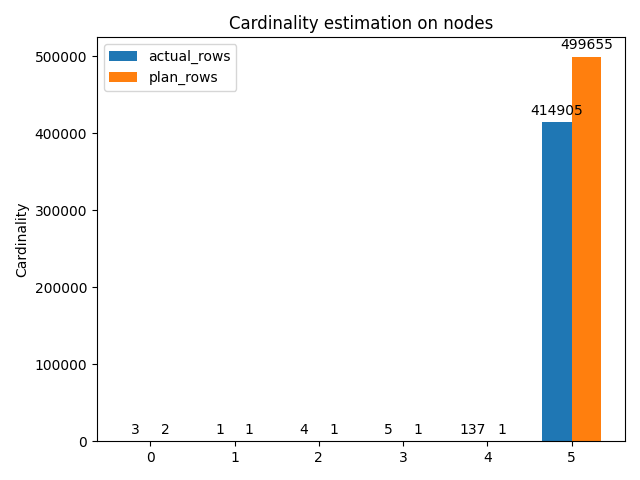 Cardinality estimation on nodes
499655
500000
actual_rows
plan_rows
414905
400000
300000
Cardinality
200000
100000
3 2 1 1 4 1 5 1 137 1
0
0 1 2 3 4 5